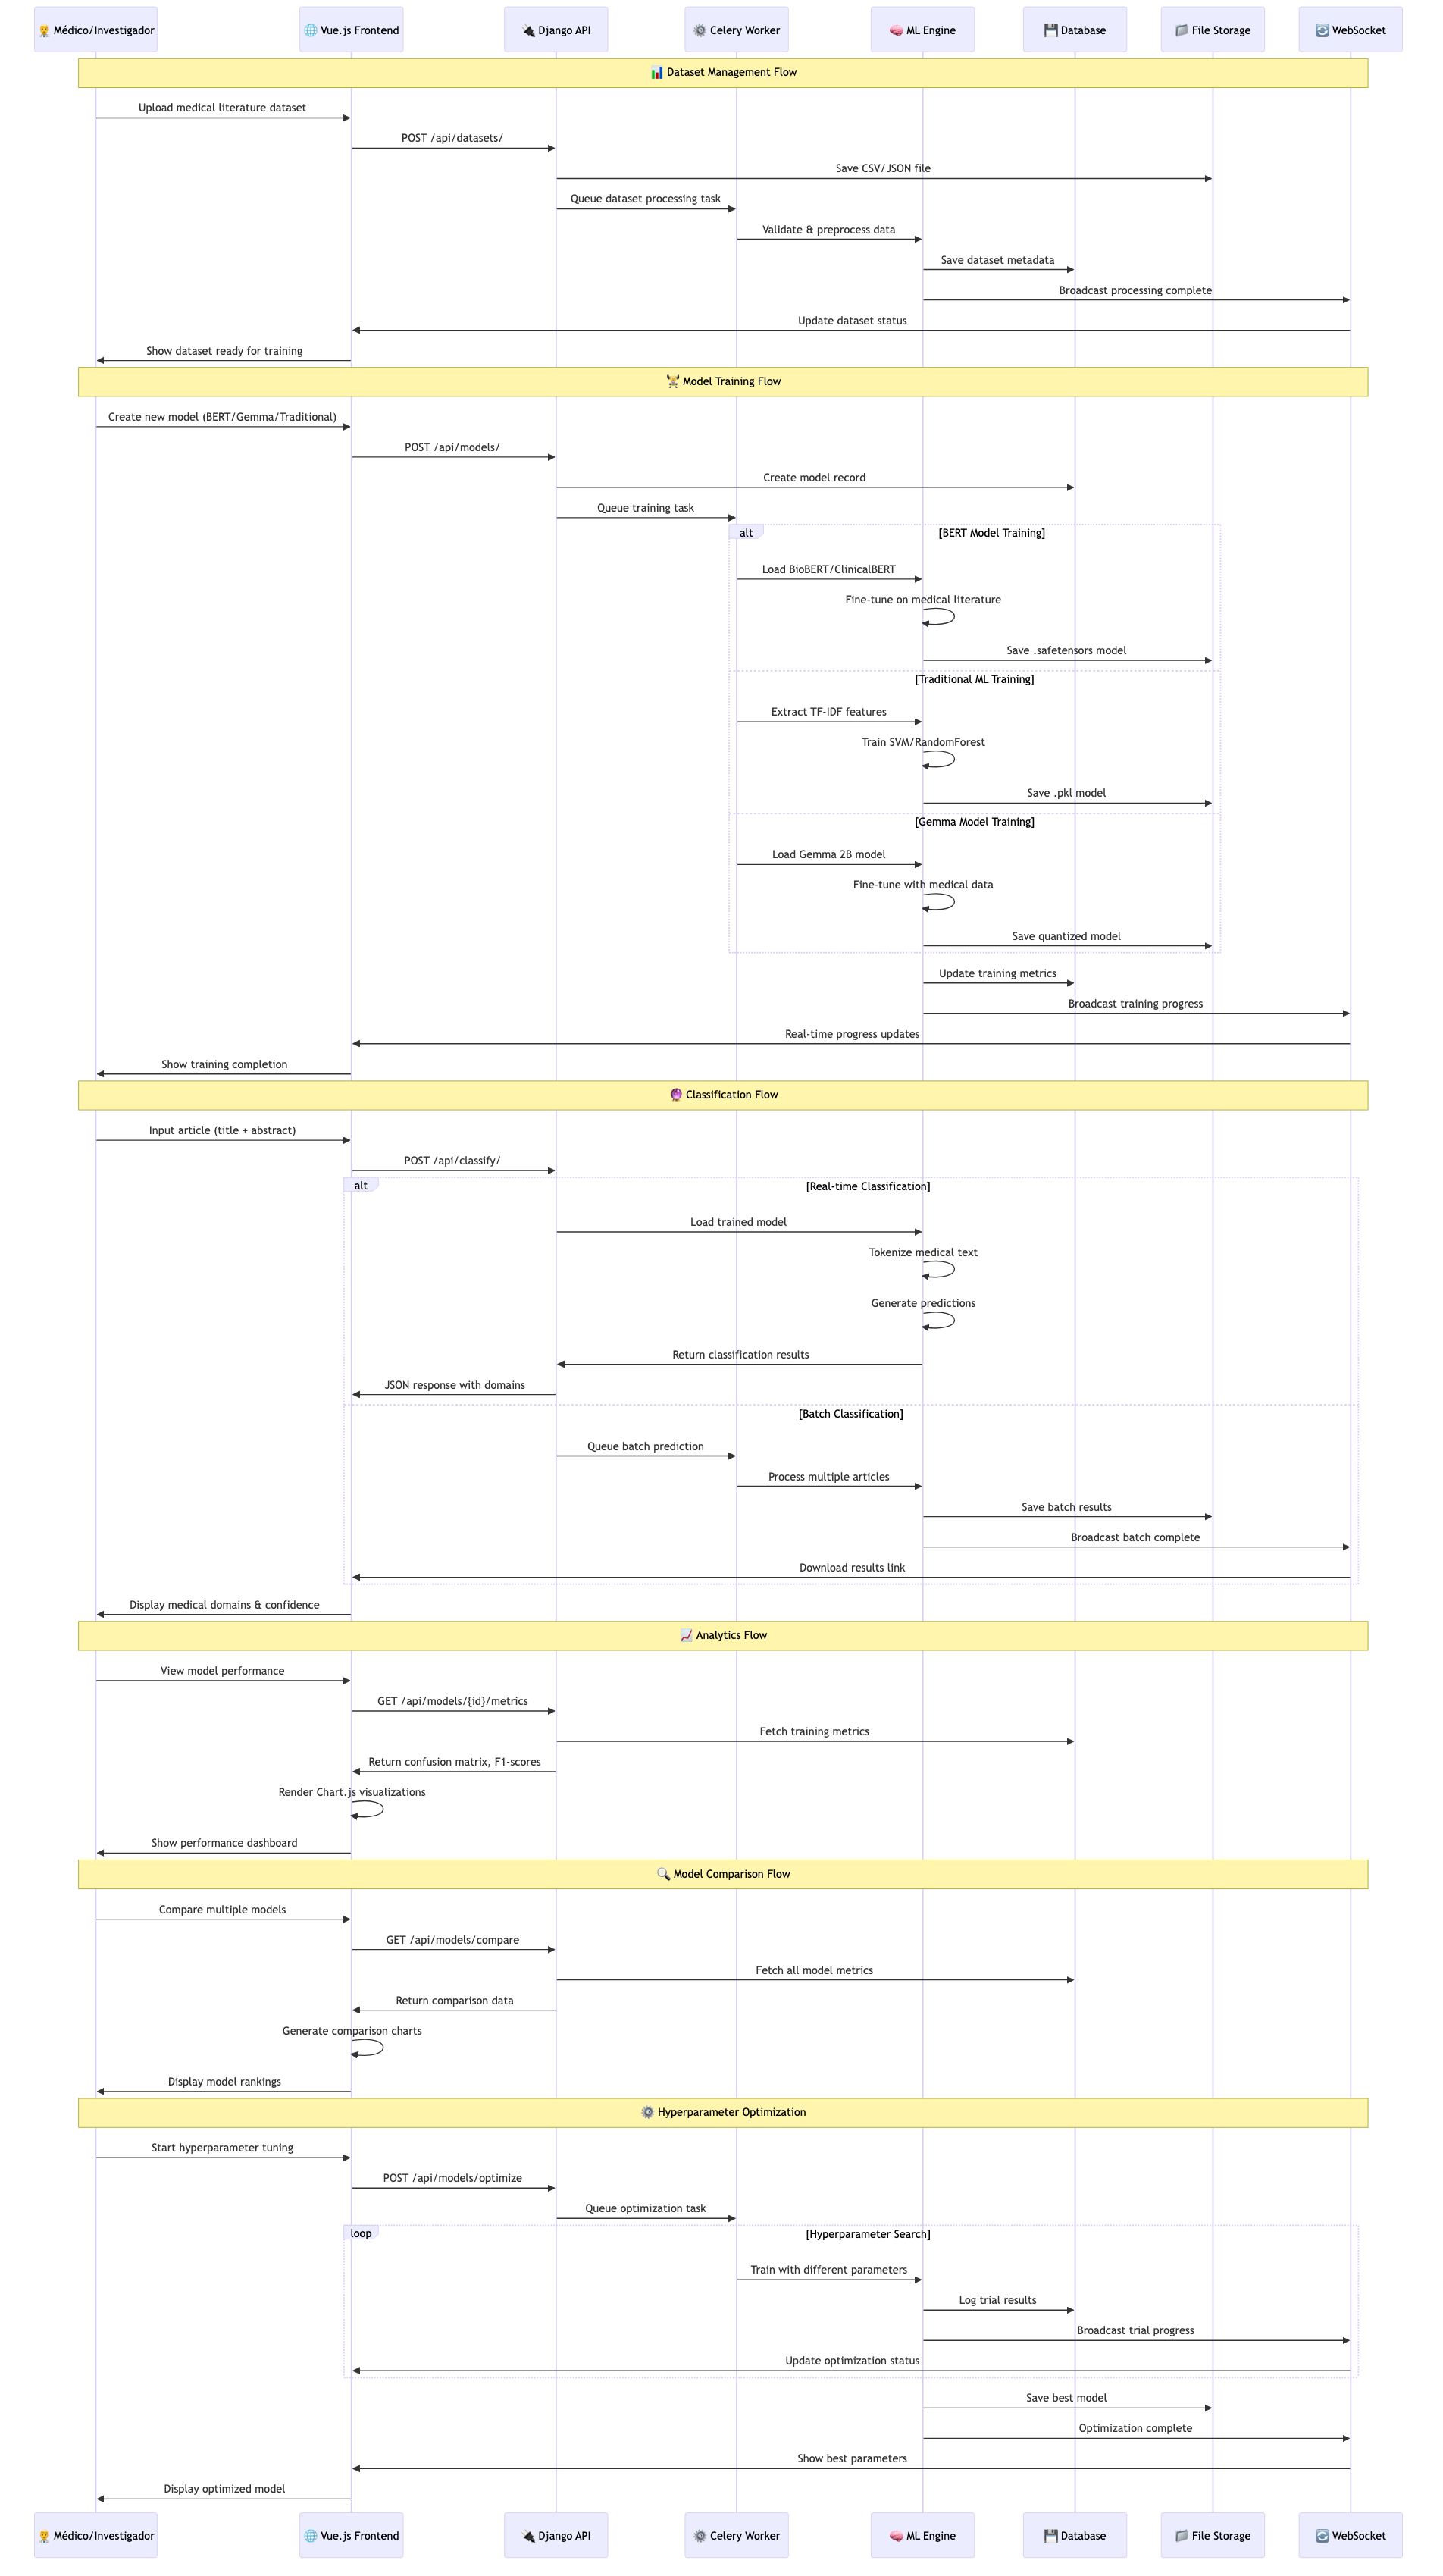 👨‍⚕️ Médico/Investigador
🌐 Vue.js Frontend
🔌 Django API
⚙️ Celery Worker
🧠 ML Engine
💾 Database
📁 File Storage
🔄 WebSocket
📊 Dataset Management Flow
Upload medical literature dataset
POST /api/datasets/
Save CSV/JSON file
Queue dataset processing task
Validate & preprocess data
Save dataset metadata
Broadcast processing complete
Update dataset status
Show dataset ready for training
🏋️ Model Training Flow
Create new model (BERT/Gemma/Traditional)
POST /api/models/
Create model record
Queue training task
alt
[BERT Model Training]
Load BioBERT/ClinicalBERT
Fine-tune on medical literature
Save .safetensors model
[Traditional ML Training]
Extract TF-IDF features
Train SVM/RandomForest
Save .pkl model
[Gemma Model Training]
Load Gemma 2B model
Fine-tune with medical data
Save quantized model
Update training metrics
Broadcast training progress
Real-time progress updates
Show training completion
🔮 Classification Flow
Input article (title + abstract)
POST /api/classify/
alt
[Real-time Classification]
Load trained model
Tokenize medical text
Generate predictions
Return classification results
JSON response with domains
[Batch Classification]
Queue batch prediction
Process multiple articles
Save batch results
Broadcast batch complete
Download results link
Display medical domains & confidence
📈 Analytics Flow
View model performance
GET /api/models/{id}/metrics
Fetch training metrics
Return confusion matrix, F1-scores
Render Chart.js visualizations
Show performance dashboard
🔍 Model Comparison Flow
Compare multiple models
GET /api/models/compare
Fetch all model metrics
Return comparison data
Generate comparison charts
Display model rankings
⚙️ Hyperparameter Optimization
Start hyperparameter tuning
POST /api/models/optimize
Queue optimization task
loop
[Hyperparameter Search]
Train with different parameters
Log trial results
Broadcast trial progress
Update optimization status
Save best model
Optimization complete
Show best parameters
Display optimized model
👨‍⚕️ Médico/Investigador
🌐 Vue.js Frontend
🔌 Django API
⚙️ Celery Worker
🧠 ML Engine
💾 Database
📁 File Storage
🔄 WebSocket